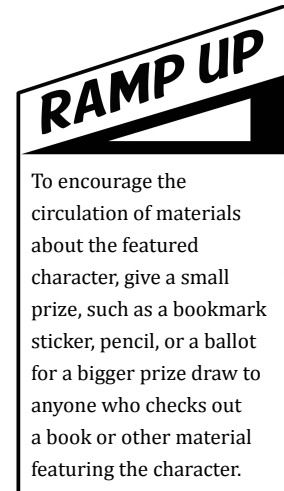 RAMP UP
To encourage the
circulation of materials
about the featured
character, give a small
prize, such as a bookmark
sticker, pencil, or a ballot
for a bigger prize draw to
anyone who checks out
a book or other material
featuring the character.